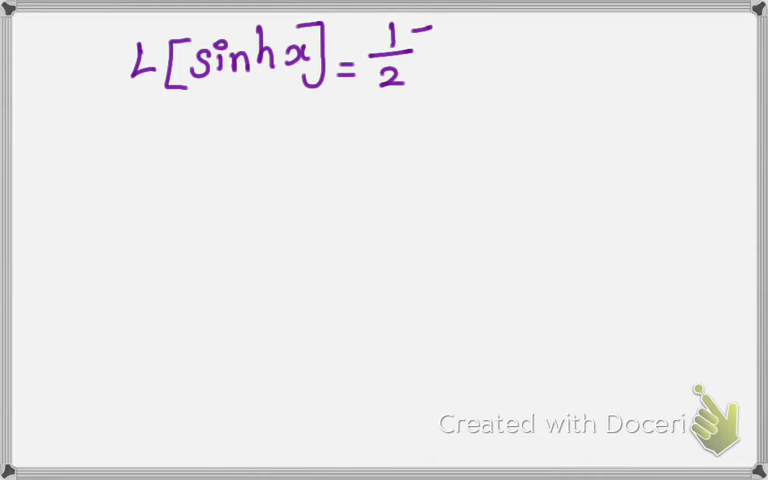 L[sinh x] = 1/2
Created with Doceri